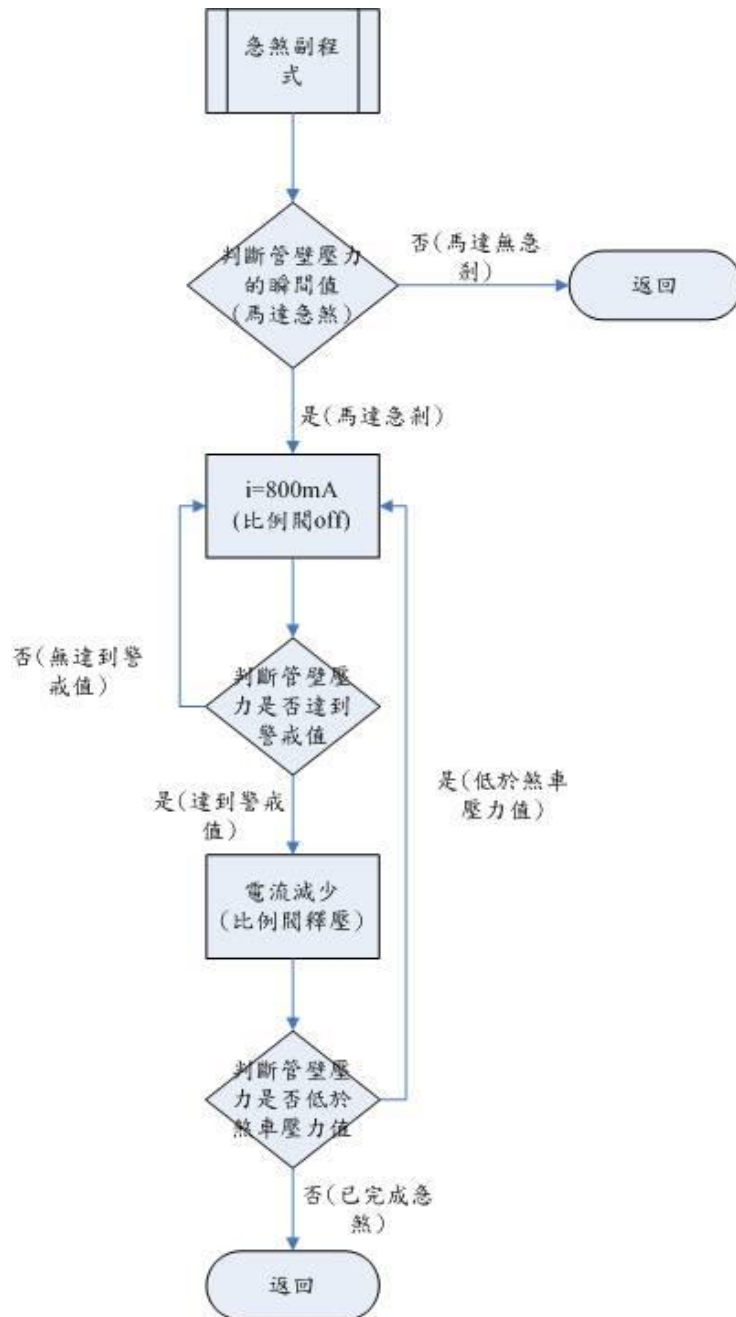 急煞副程
式
判斷管壁壓力
的瞬間值
(馬達急煞)
否(馬達無急
剎)
返回
是(馬達急剎)
i=800mA
(比例閥off)
否(無達到警
戒值)
判斷管壁壓
力是否達到
警戒值
是(達到警戒
值)
是(低於煞車
壓力值)
電流減少
(比例閥釋壓)
判斷管壁壓
力是否低於
煞車壓力值
否(已完成急
煞)
返回